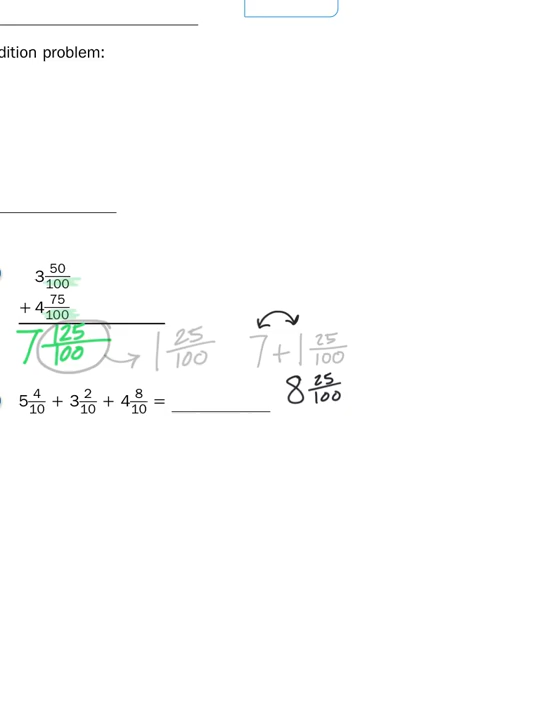 dition problem:
3 50/100
+ 4 75/100
7 125/100 → 1 25/100 7 + 1 25/100
8 25/100
5 4/10 + 3 2/10 + 4 8/10 = ________